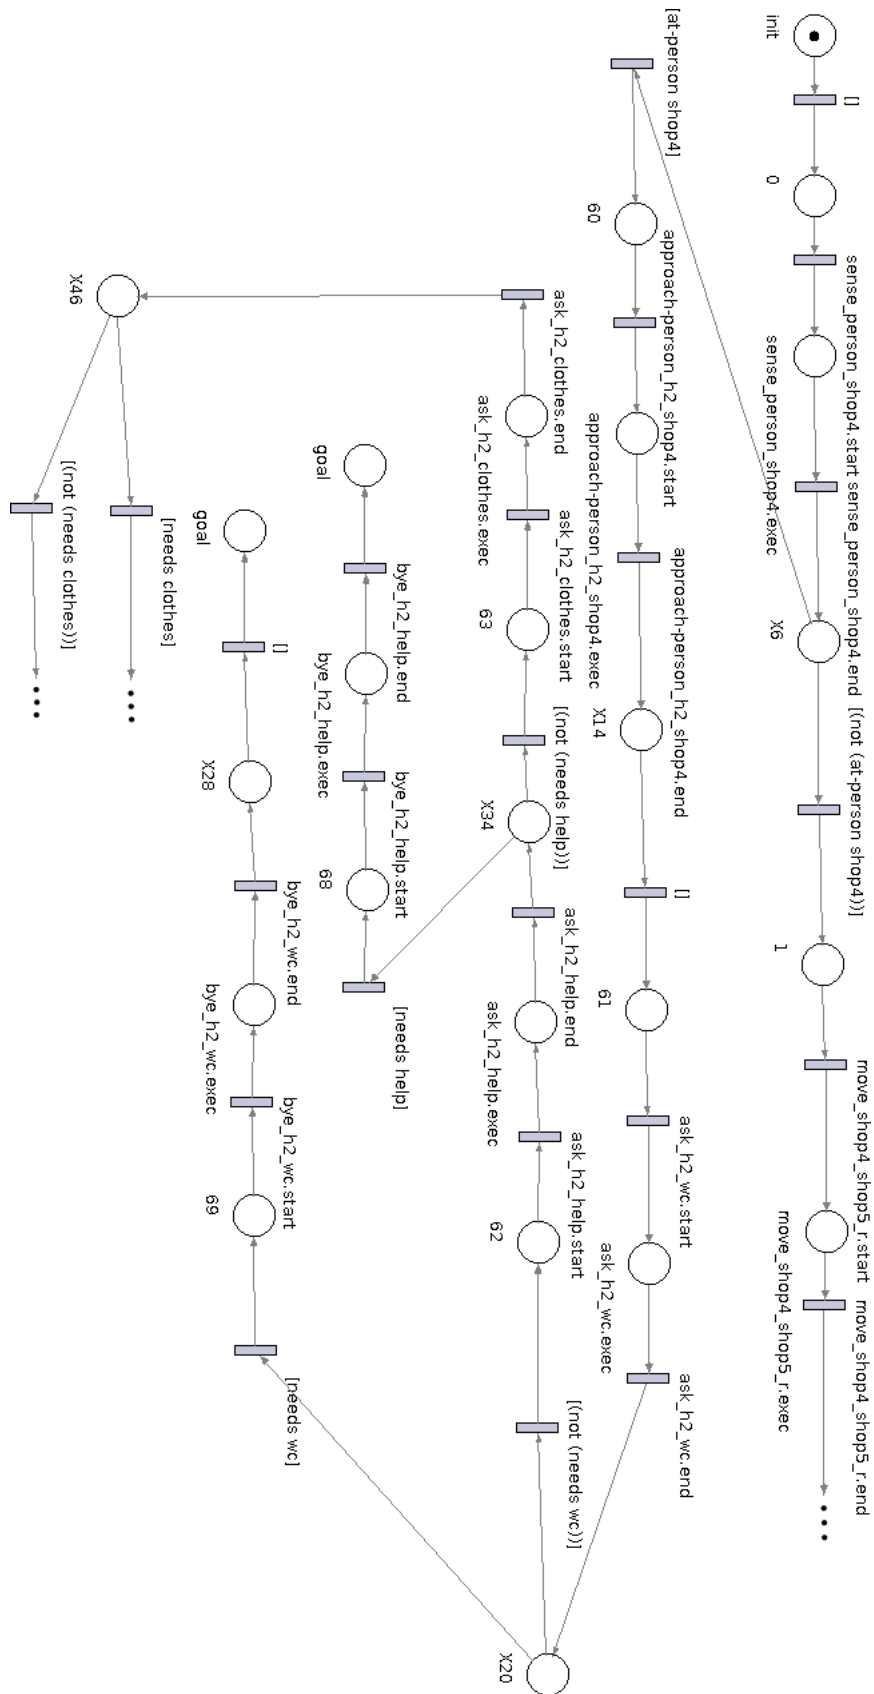 init
[]
0
sense_person_shop4.start
sense_person_shop4.exec
sense_person_shop4.end
X6
[(not (at-person shop4))]
1
move_shop4_shop5_r.start
move_shop4_shop5_r.exec
move_shop4_shop5_r.end
[at-person shop4]
60
approach-person_h2_shop4.start
approach-person_h2_shop4.exec
approach-person_h2_shop4.end
X14
[]
61
ask_h2_wc.start
ask_h2_wc.exec
ask_h2_wc.end
X20
[(not (needs wc))]
62
ask_h2_help.start
ask_h2_help.exec
ask_h2_help.end
X34
[(not (needs help))]
63
ask_h2_clothes.start
ask_h2_clothes.exec
ask_h2_clothes.end
[needs help]
68
bye_h2_help.start
bye_h2_help.exec
bye_h2_help.end
goal
[needs wc]
69
bye_h2_wc.start
bye_h2_wc.exec
bye_h2_wc.end
X28
[]
goal
X46
[needs clothes]
[(not (needs clothes))]